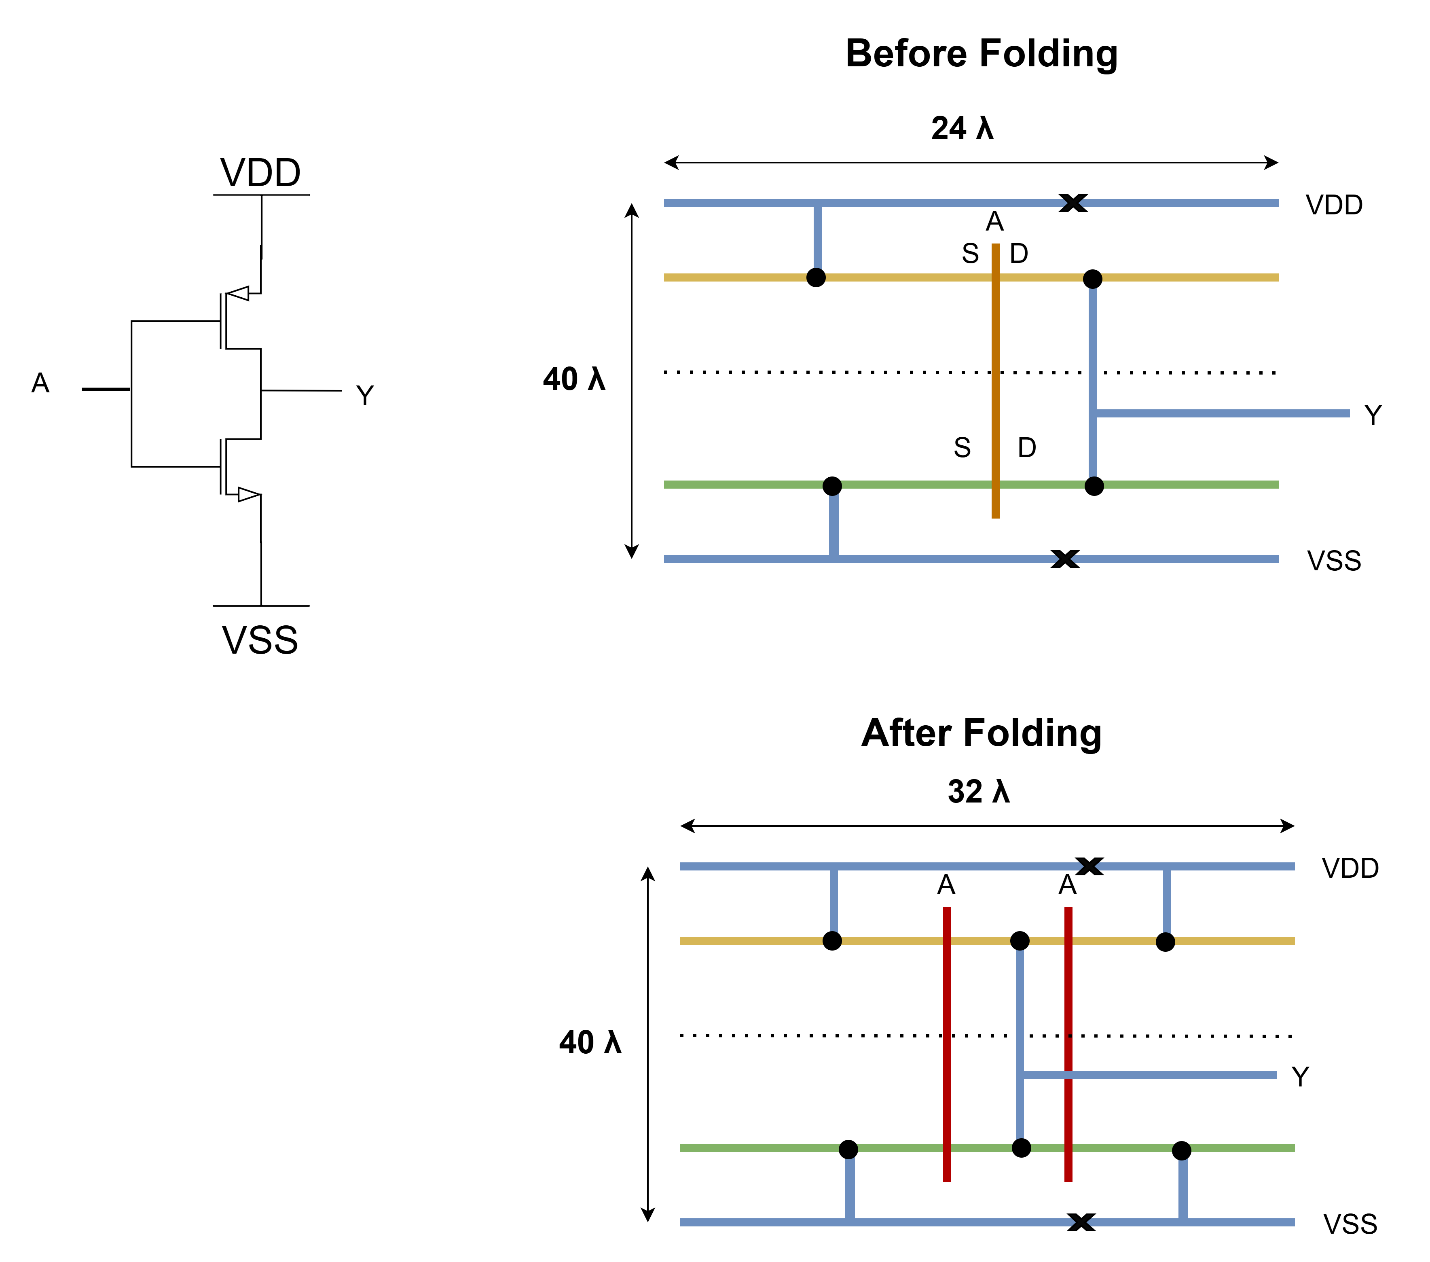 Before Folding
24 λ
VDD
VDD
A
S D
40 λ
A
Y
Y
S D
VSS
VSS
After Folding
32 λ
VDD
A A
40 λ
Y
VSS